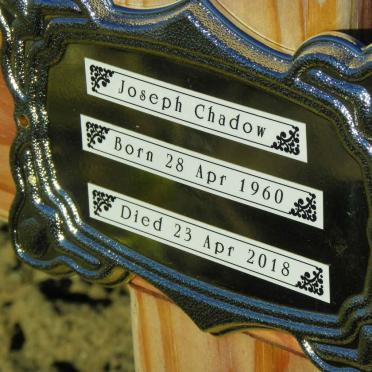 Joseph Chadow
Born 28 Apr 1960
Died 23 Apr 2018